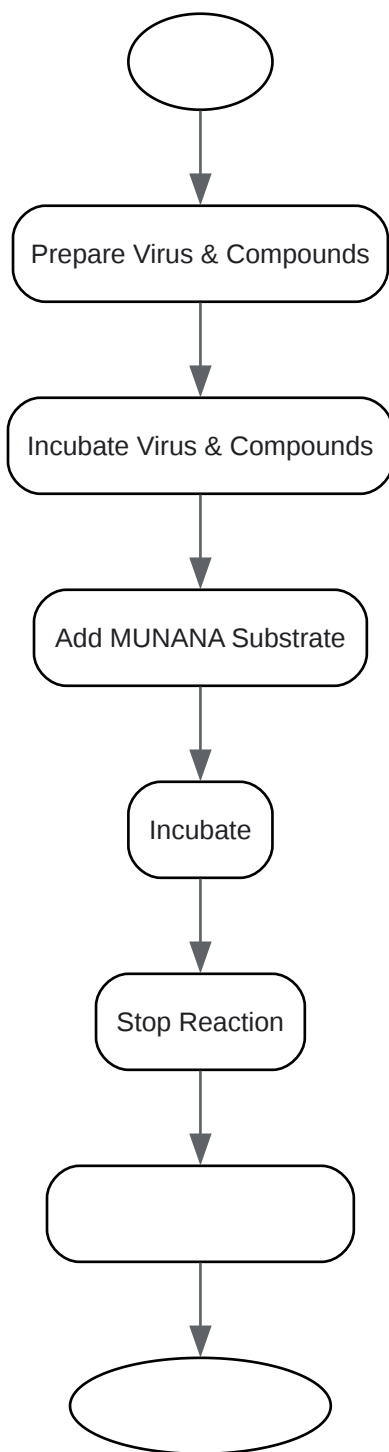 Prepare Virus & Compounds
Incubate Virus & Compounds
Add MUNANA Substrate
Incubate
Stop Reaction